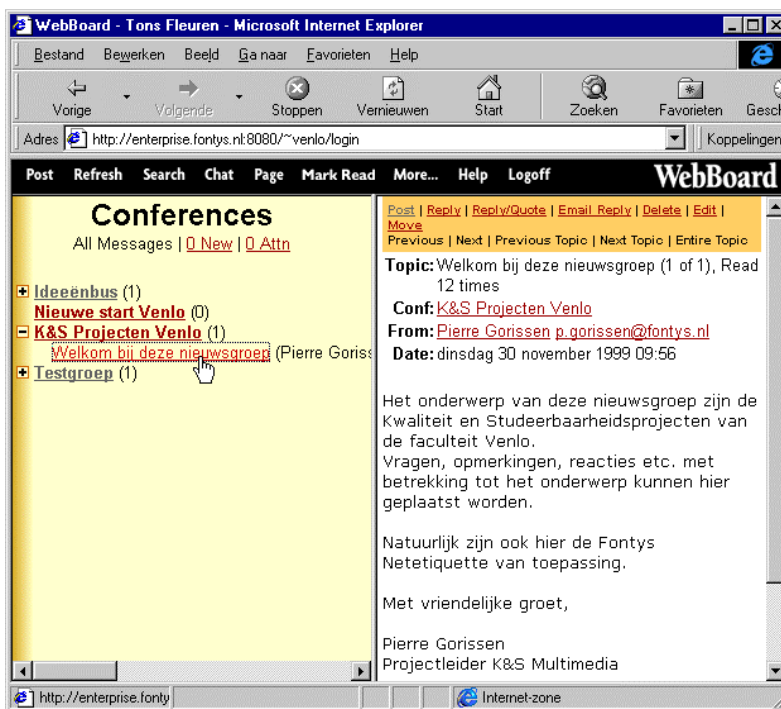 WebBoard - Tons Fleuren - Microsoft Internet Explorer
Bestand Bewerken Beeld Ga naar Favorieten Help
Vorige Volgende Stoppen Vernieuwen Start Zoeken Favorieten Gesch
Adres http://enterprise.fontys.nl:8080/~venlo/login Koppelingen
Post Refresh Search Chat Page Mark Read More... Help Logoff WebBoard
Conferences
All Messages | 0 New | 0 Attn
Ideeënbus (1)
Nieuwe start Venlo (0)
K&S Projecten Venlo (1)
Welkom bij deze nieuwsgroep (Pierre Goriss
Testgroep (1)
Post | Reply | Reply/Quote | Email Reply | Delete | Edit |
Move
Previous | Next | Previous Topic | Next Topic | Entire Topic
Topic: Welkom bij deze nieuwsgroep (1 of 1), Read
12 times
Conf: K&S Projecten Venlo
From: Pierre Gorissen p.gorissen@fontys.nl
Date: dinsdag 30 november 1999 09:56
Het onderwerp van deze nieuwsgroep zijn de
Kwaliteit en Studeerbaarheidsprojecten van
de faculteit Venlo.
Vragen, opmerkingen, reacties etc. met
betrekking tot het onderwerp kunnen hier
geplaatst worden.
Natuurlijk zijn ook hier de Fontys
Netetiquette van toepassing.
Met vriendelijke groet,
Pierre Gorissen
Projectleider K&S Multimedia
http://enterprise.fonty Internet-zone